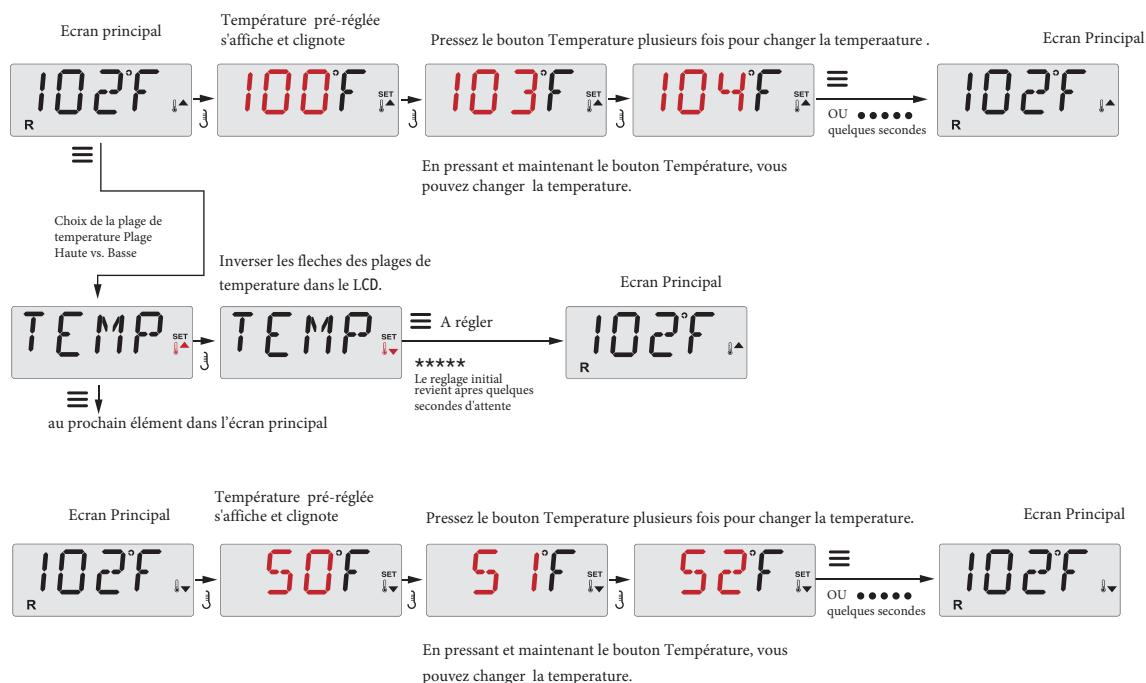 Ecran principal
Température pré-réglée
s'affiche et clignote
Pressez le bouton Temperature plusieurs fois pour changer la temperaature .
Ecran Principal
102°F
R
100°F
SET
103°F
SET
104°F
SET
OU
quelques secondes
102°F
R
En pressant et maintenant le bouton Température, vous
pouvez changer la temperature.
Choix de la plage de
temperature Plage
Haute vs. Basse
Inverser les fleches des plages de
temperature dans le LCD.
Ecran Principal
TEMP
SET
TEMP
SET
A régler
*****
Le reglage initial
revient apres quelques
secondes d'attente
102°F
R
au prochain élément dans l'écran principal
Ecran Principal
Température pré-réglée
s'affiche et clignote
Pressez le bouton Temperature plusieurs fois pour changer la temperature.
Ecran Principal
102°F
R
50°F
SET
51°F
SET
52°F
SET
OU
quelques secondes
102°F
R
En pressant et maintenant le bouton Température, vous
pouvez changer la temperature.